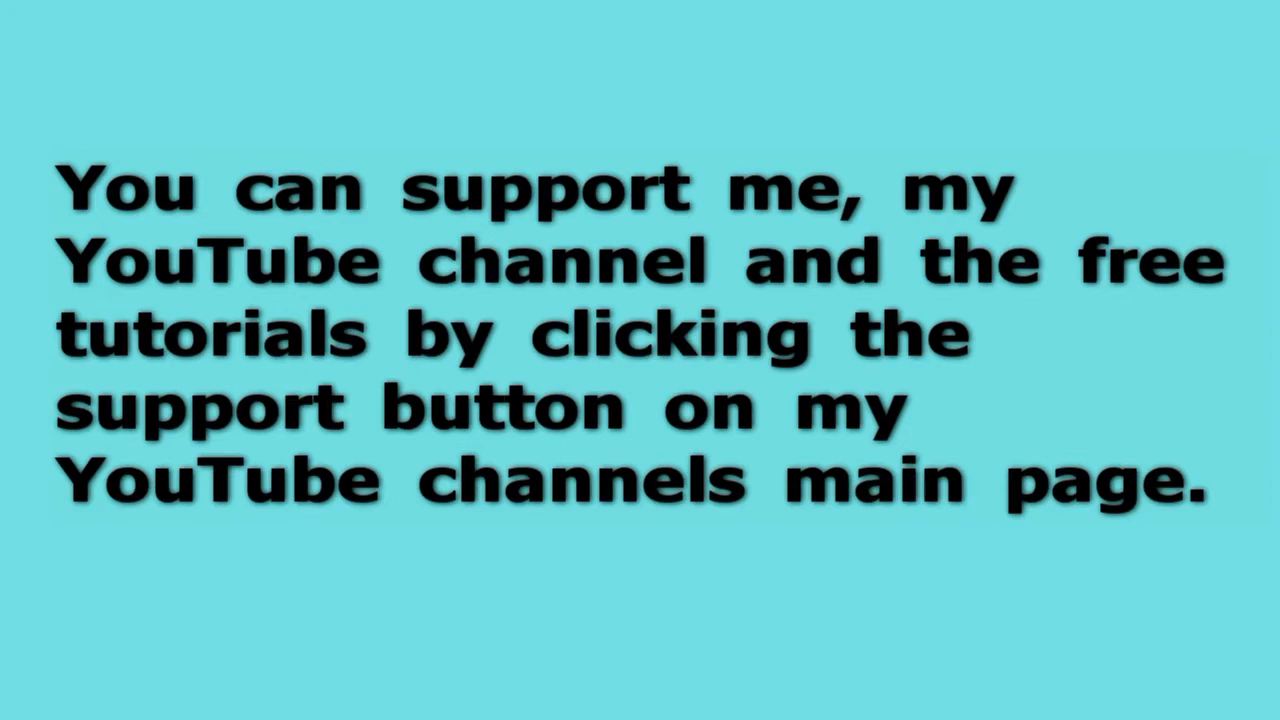 You can support me, my
YouTube channel and the free
tutorials by clicking the
support button on my
YouTube channels main page.